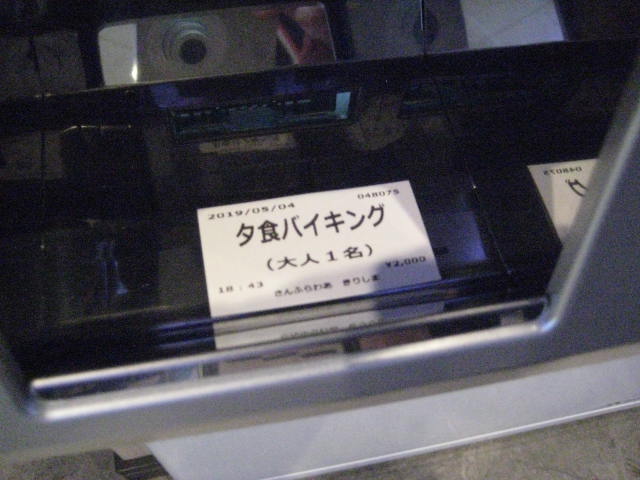 2019/05/04 048075
夕食バイキング
(大人1名)
¥2,000
18:43 さんふらわあ きりしま
048075